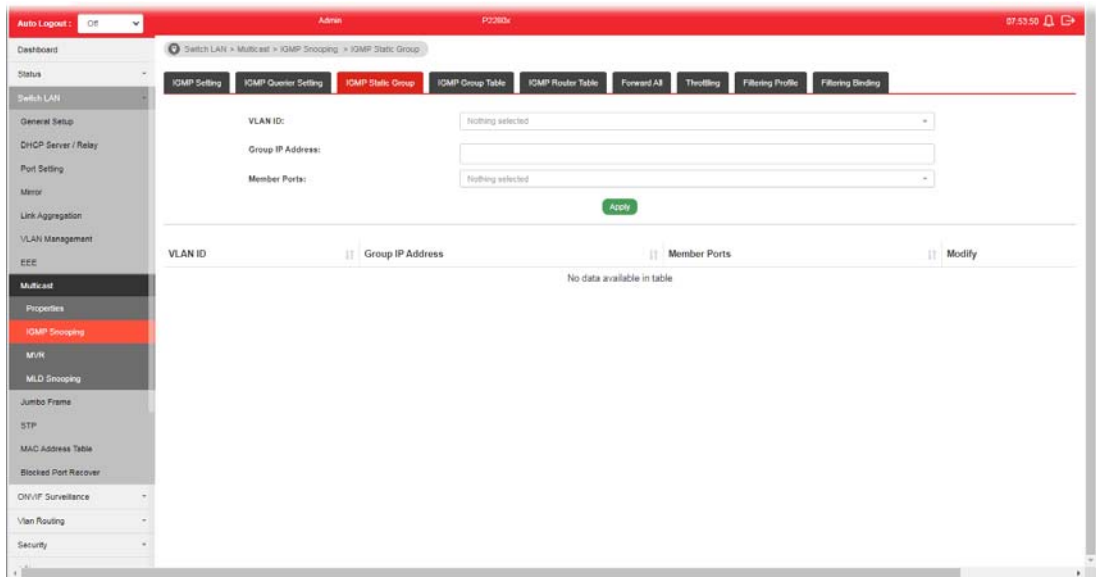 Auto Logout : Off Admin P2280x 07:53:50
Dashboard
Status
Switch LAN
General Setup
DHCP Server / Relay
Port Setting
Mirror
Link Aggregation
VLAN Management
EEE
Multicast
Properties
IGMP Snooping
MVR
MLD Snooping
Jumbo Frame
STP
MAC Address Table
Blocked Port Recover
ONVIF Surveillance
Vlan Routing
Security
Switch LAN > Multicast > IGMP Snooping > IGMP Static Group
IGMP Setting IGMP Querier Setting IGMP Static Group IGMP Group Table IGMP Router Table Forward All Throttling Filtering Profile Filtering Binding
VLAN ID: Nothing selected
Group IP Address:
Member Ports: Nothing selected
Apply
VLAN ID Group IP Address Member Ports Modify
No data available in table